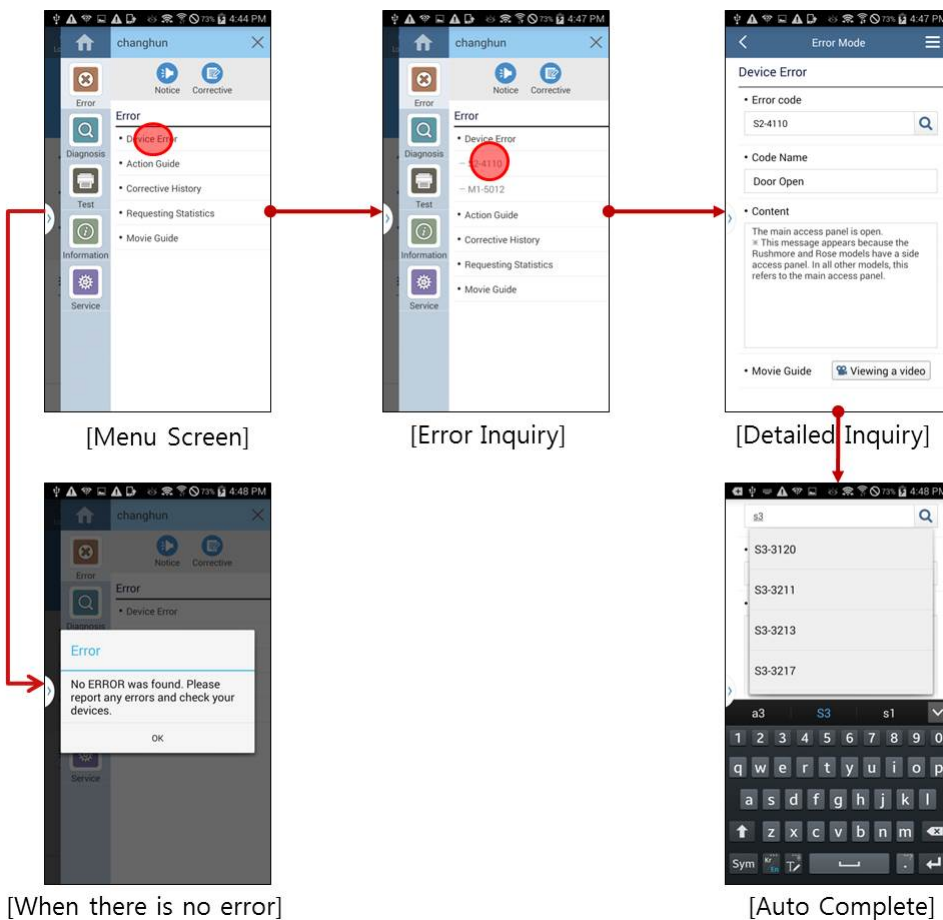 73% 4:44 PM
changhun
Notice Corrective
Error
Diagnosis
Test
Information
Service
Error
• Device Error
• Action Guide
• Corrective History
• Requesting Statistics
• Movie Guide
[Menu Screen]
73% 4:47 PM
changhun
Notice Corrective
Error
Diagnosis
Test
Information
Service
Error
• Device Error
– S2-4110
– M1-5012
• Action Guide
• Corrective History
• Requesting Statistics
• Movie Guide
[Error Inquiry]
73% 4:47 PM
Error Mode
Device Error
• Error code
S2-4110
• Code Name
Door Open
• Content
The main access panel is open.
※ This message appears because the
Rushmore and Rose models have a side
access panel. In all other models, this
refers to the main access panel.
• Movie Guide
Viewing a video
[Detailed Inquiry]
73% 4:48 PM
changhun
Notice Corrective
Error
Diagnosis
Service
Error
• Device Error
Error
No ERROR was found. Please
report any errors and check your
devices.
OK
[When there is no error]
73% 4:48 PM
s3
S3-3120
S3-3211
S3-3213
S3-3217
a3 S3 s1
1 2 3 4 5 6 7 8 9 0
q w e r t y u i o p
a s d f g h j k l
z x c v b n m
Sym Kr En T .
[Auto Complete]